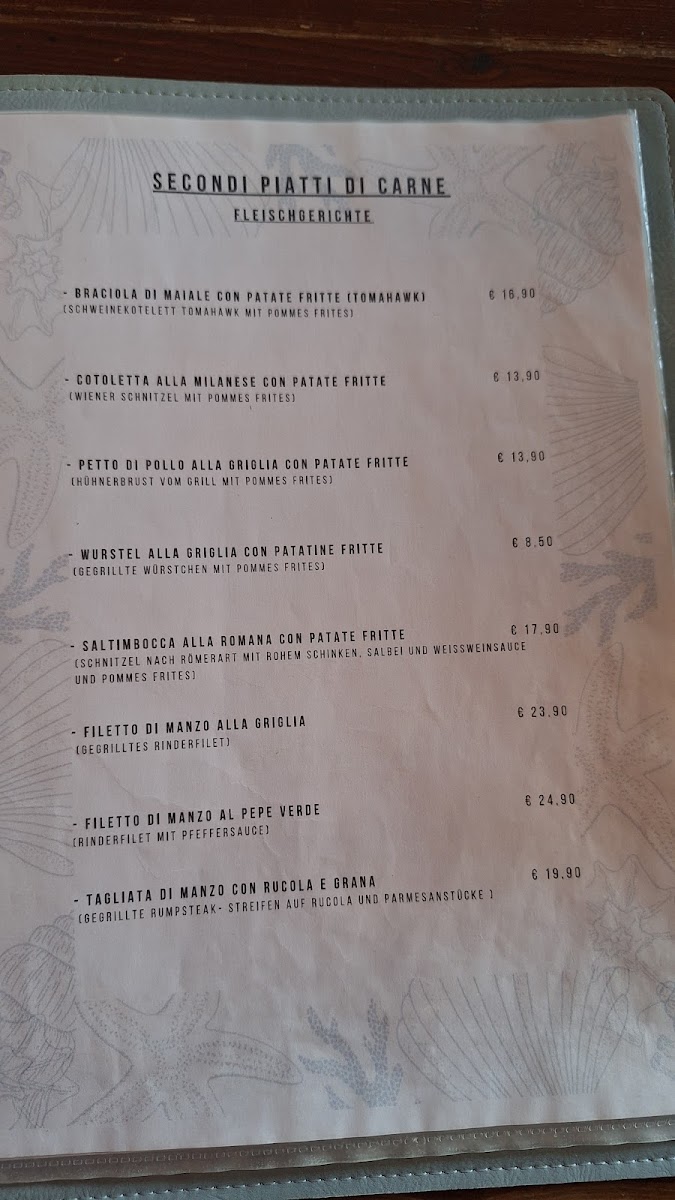 SECONDI PIATTI DI CARNE
FLEISCHGERICHTE
- BRACIOLA DI MAIALE CON PATATE FRITTE (TOMAHAWK) € 16,90
(SCHWEINEKOTELETT TOMAHAWK MIT POMMES FRITES)
- COTOLETTA ALLA MILANESE CON PATATE FRITTE € 13,90
(WIENER SCHNITZEL MIT POMMES FRITES)
- PETTO DI POLLO ALLA GRIGLIA CON PATATE FRITTE € 13,90
(HÜHNERBRUST VOM GRILL MIT POMMES FRITES)
- WURSTEL ALLA GRIGLIA CON PATATINE FRITTE € 8,50
(GEGRILLTE WÜRSTCHEN MIT POMMES FRITES)
- SALTIMBOCCA ALLA ROMANA CON PATATE FRITTE € 17,90
(SCHNITZEL NACH RÖMERART MIT ROHEM SCHINKEN, SALBEI UND WEISSWEINSAUCE
UND POMMES FRITES)
- FILETTO DI MANZO ALLA GRIGLIA € 23,90
(GEGRILLTES RINDERFILET)
- FILETTO DI MANZO AL PEPE VERDE € 24,90
(RINDERFILET MIT PFEFFERSAUCE)
- TAGLIATA DI MANZO CON RUCOLA E GRANA € 19,90
(GEGRILLTE RUMPSTEAK- STREIFEN AUF RUCOLA UND PARMESANSTÜCKE )